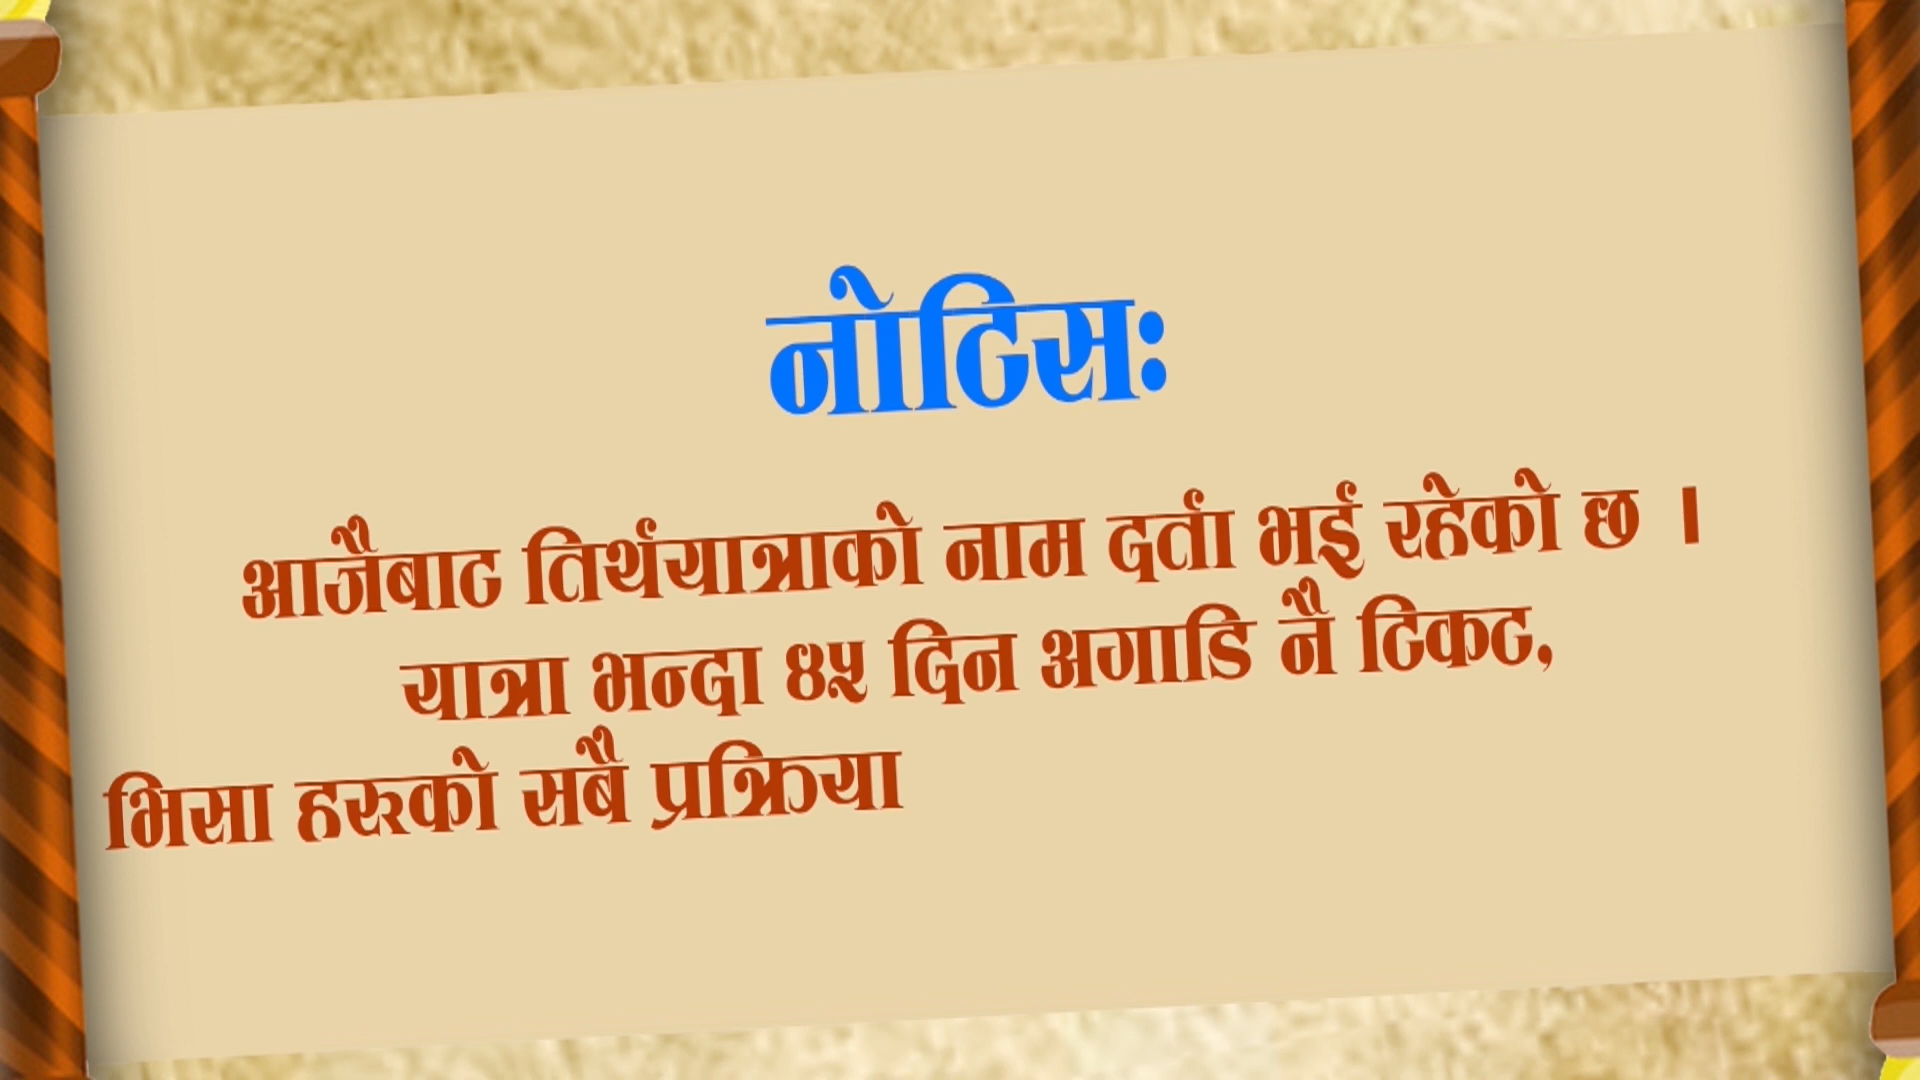 नोटिसः
आजैबाट तिर्थयात्राको नाम दर्ता भई रहेको छ ।
यात्रा भन्दा ४५ दिन अगाडि नै टिकट,
भिसा हरुको सबै प्रक्रिया